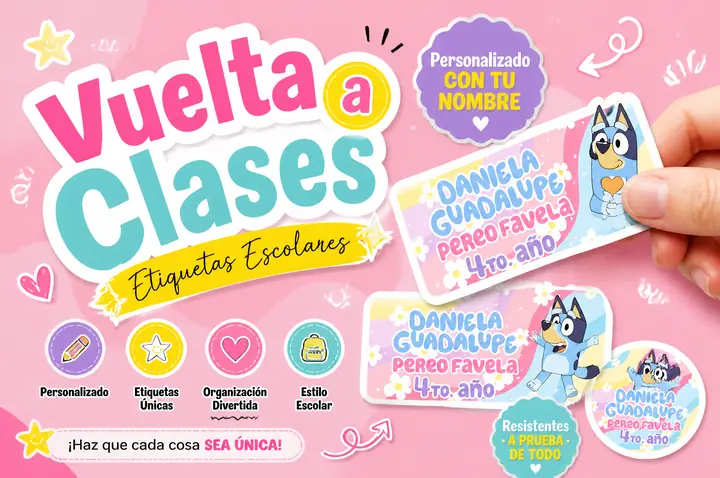 Vuelta a
Clases
Etiquetas Escolares
Personalizado
CON TU
NOMBRE
DANIELA
GUADALUPE
PEREO FAVELA
4TO. AÑO
DANIELA
GUADALUPE
PEREO FAVELA
4TO. AÑO
DANIELA
GUADALUPE
PEREO FAVELA
4TO. AÑO
Personalizado
Etiquetas
Únicas
Organización
Divertida
Estilo
Escolar
Resistentes
· A PRUEBA ·
DE TODO
¡Haz que cada cosa SEA ÚNICA!